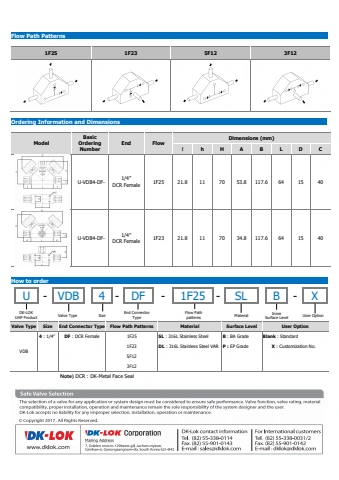 Flow Path Patterns
1F25 1F23 5F12 3F12
Ordering Information and Dimensions
Model Basic Ordering Number End Flow Dimensions (mm)
ℓ h H A B L D C
U-VDB4-DF- 1/4" DCR Female 1F25 21.8 11 70 53.8 117.6 64 15 40
U-VDB4-DF- 1/4" DCR Female 1F23 21.8 11 70 34.8 117.6 64 15 40
How to order
U - VDB 4 - DF - 1F25 - SL B - X
DK-LOK UHP Product Valve Type Size End Connector Type Flow Path patterns Material Inner Surface Level User Option
Valve Type Size End Connector Type Flow Path Patterns Material Surface Level User Option
VDB 4 : 1/4" DF : DCR Female 1F25 SL : 316L Stainless Steel B : BA Grade Blank : Standard
1F23 DL : 316L Stainless Steel VAR P : EP Grade X : Customization No.
5F12
3F12
Note) DCR : DK-Metal Face Seal
Safe Valve Selection
The selection of a valve for any application or system design must be considered to ensure safe performance. Valve function, valve rating, material
compatibility, proper installation, operation and maintenance remain the sole responsibility of the system designer and the user.
DK-Lok accepts no liability for any improper selection, installation, operation or maintenance.
© Copyright 2017. All Rights Reserved.
DK-LOK
www.dklok.com
DK-LOK Corporation
Mailing Address
DK-Lok contact information
Tel. (82) 55-338-0114
Fax. (82) 55-901-0143
E-mail : sales@dklok.com
For International customers
Tel. (82) 55-338-0031/2
Fax. (82) 55-901-0142
E-mail : dklok@dklok.com